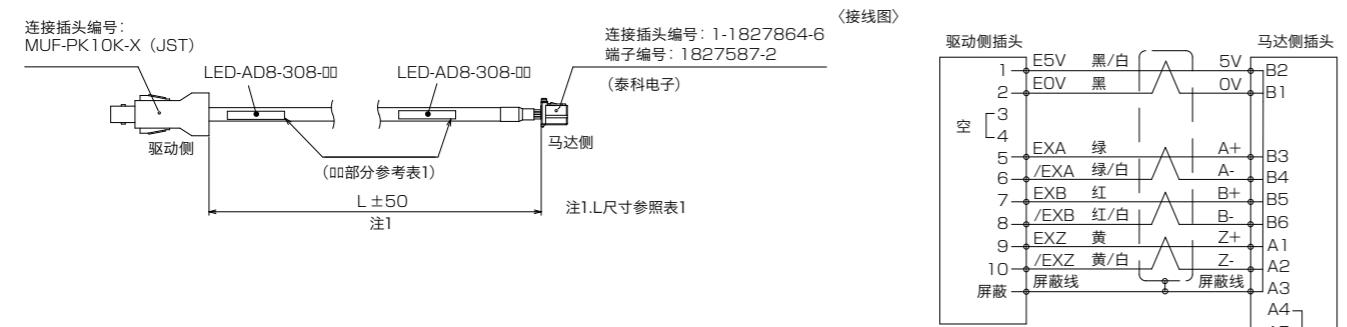 连接插头编号：
MUF-PK10K-X（JST）
LED-AD8-308-▯▯
LED-AD8-308-▯▯
连接插头编号：1-1827864-6
端子编号：1827587-2
（泰科电子）
驱动侧
马达侧
（▯▯部分参考表1）
L±50
注1
注1.L尺寸参照表1
〈接线图〉
驱动侧插头
马达侧插头
1 E5V 黑/白 5V B2
2 E0V 黑 0V B1
空
3
4
5 EXA 绿 A+ B3
6 /EXA 绿/白 A- B4
7 EXB 红 B+ B5
8 /EXB 红/白 B- B6
9 EXZ 黄 Z+ A1
10 /EXZ 黄/白 Z- A2
屏蔽 屏蔽线 屏蔽线 A3
A4